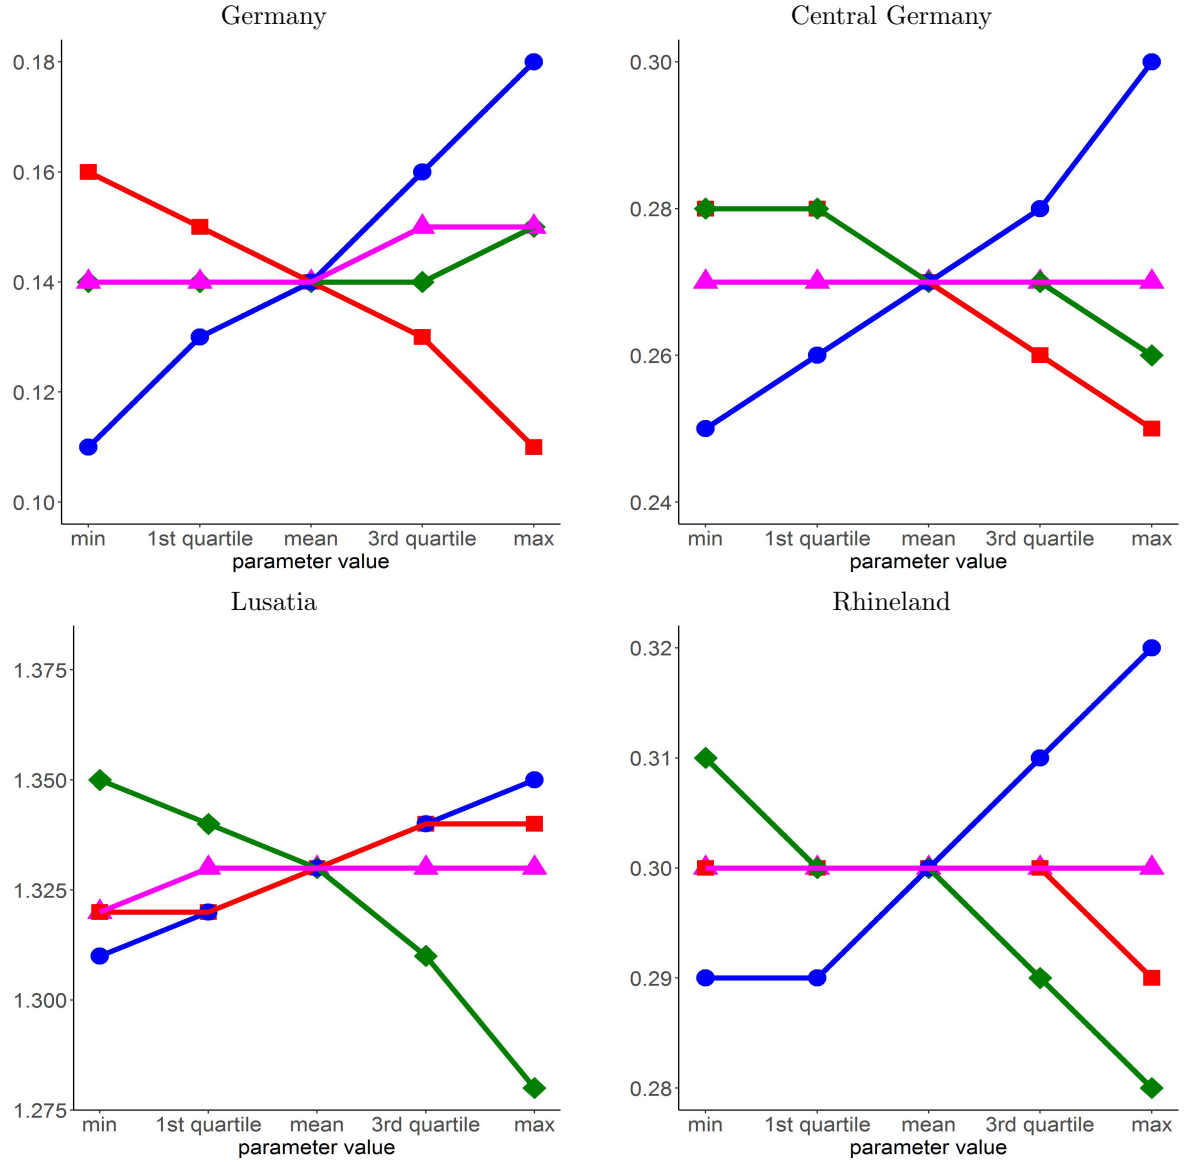 Germany
0.18
0.16
0.14
0.12
0.10
min 1st quartile mean 3rd quartile max
parameter value
Central Germany
0.30
0.28
0.26
0.24
min 1st quartile mean 3rd quartile max
parameter value
Lusatia
1.375
1.350
1.325
1.300
1.275
min 1st quartile mean 3rd quartile max
parameter value
Rhineland
0.32
0.31
0.30
0.29
0.28
min 1st quartile mean 3rd quartile max
parameter value